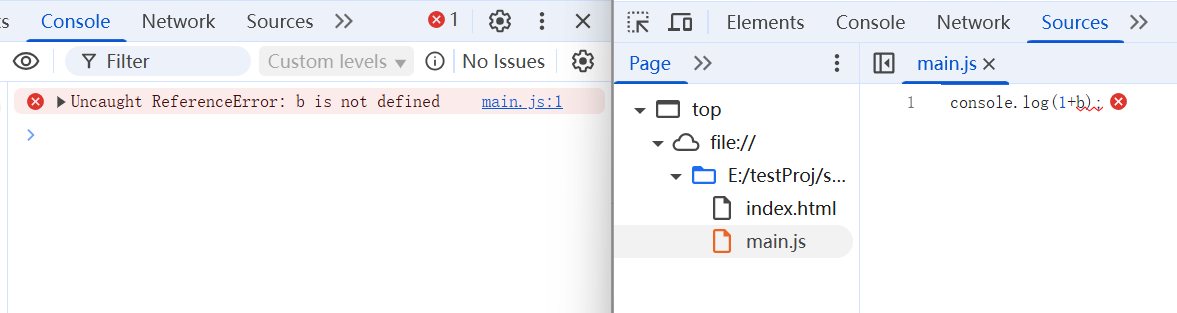 ts Console Network Sources 1
Filter Custom levels No Issues
Uncaught ReferenceError: b is not defined main.js:1
Elements Console Network Sources
Page main.js
top
file://
E:/testProj/s...
index.html
main.js
1 console.log(1+b);